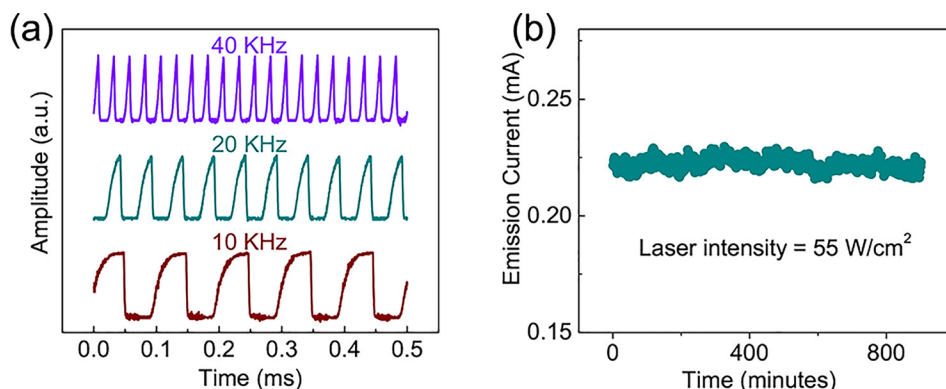 (a)
40 KHz
20 KHz
10 KHz
Amplitude (a.u.)
0.0 0.1 0.2 0.3 0.4 0.5
Time (ms)
(b)
Emission Current (mA)
0.25
0.20
0.15
Laser intensity = 55 W/cm²
0 400 800
Time (minutes)